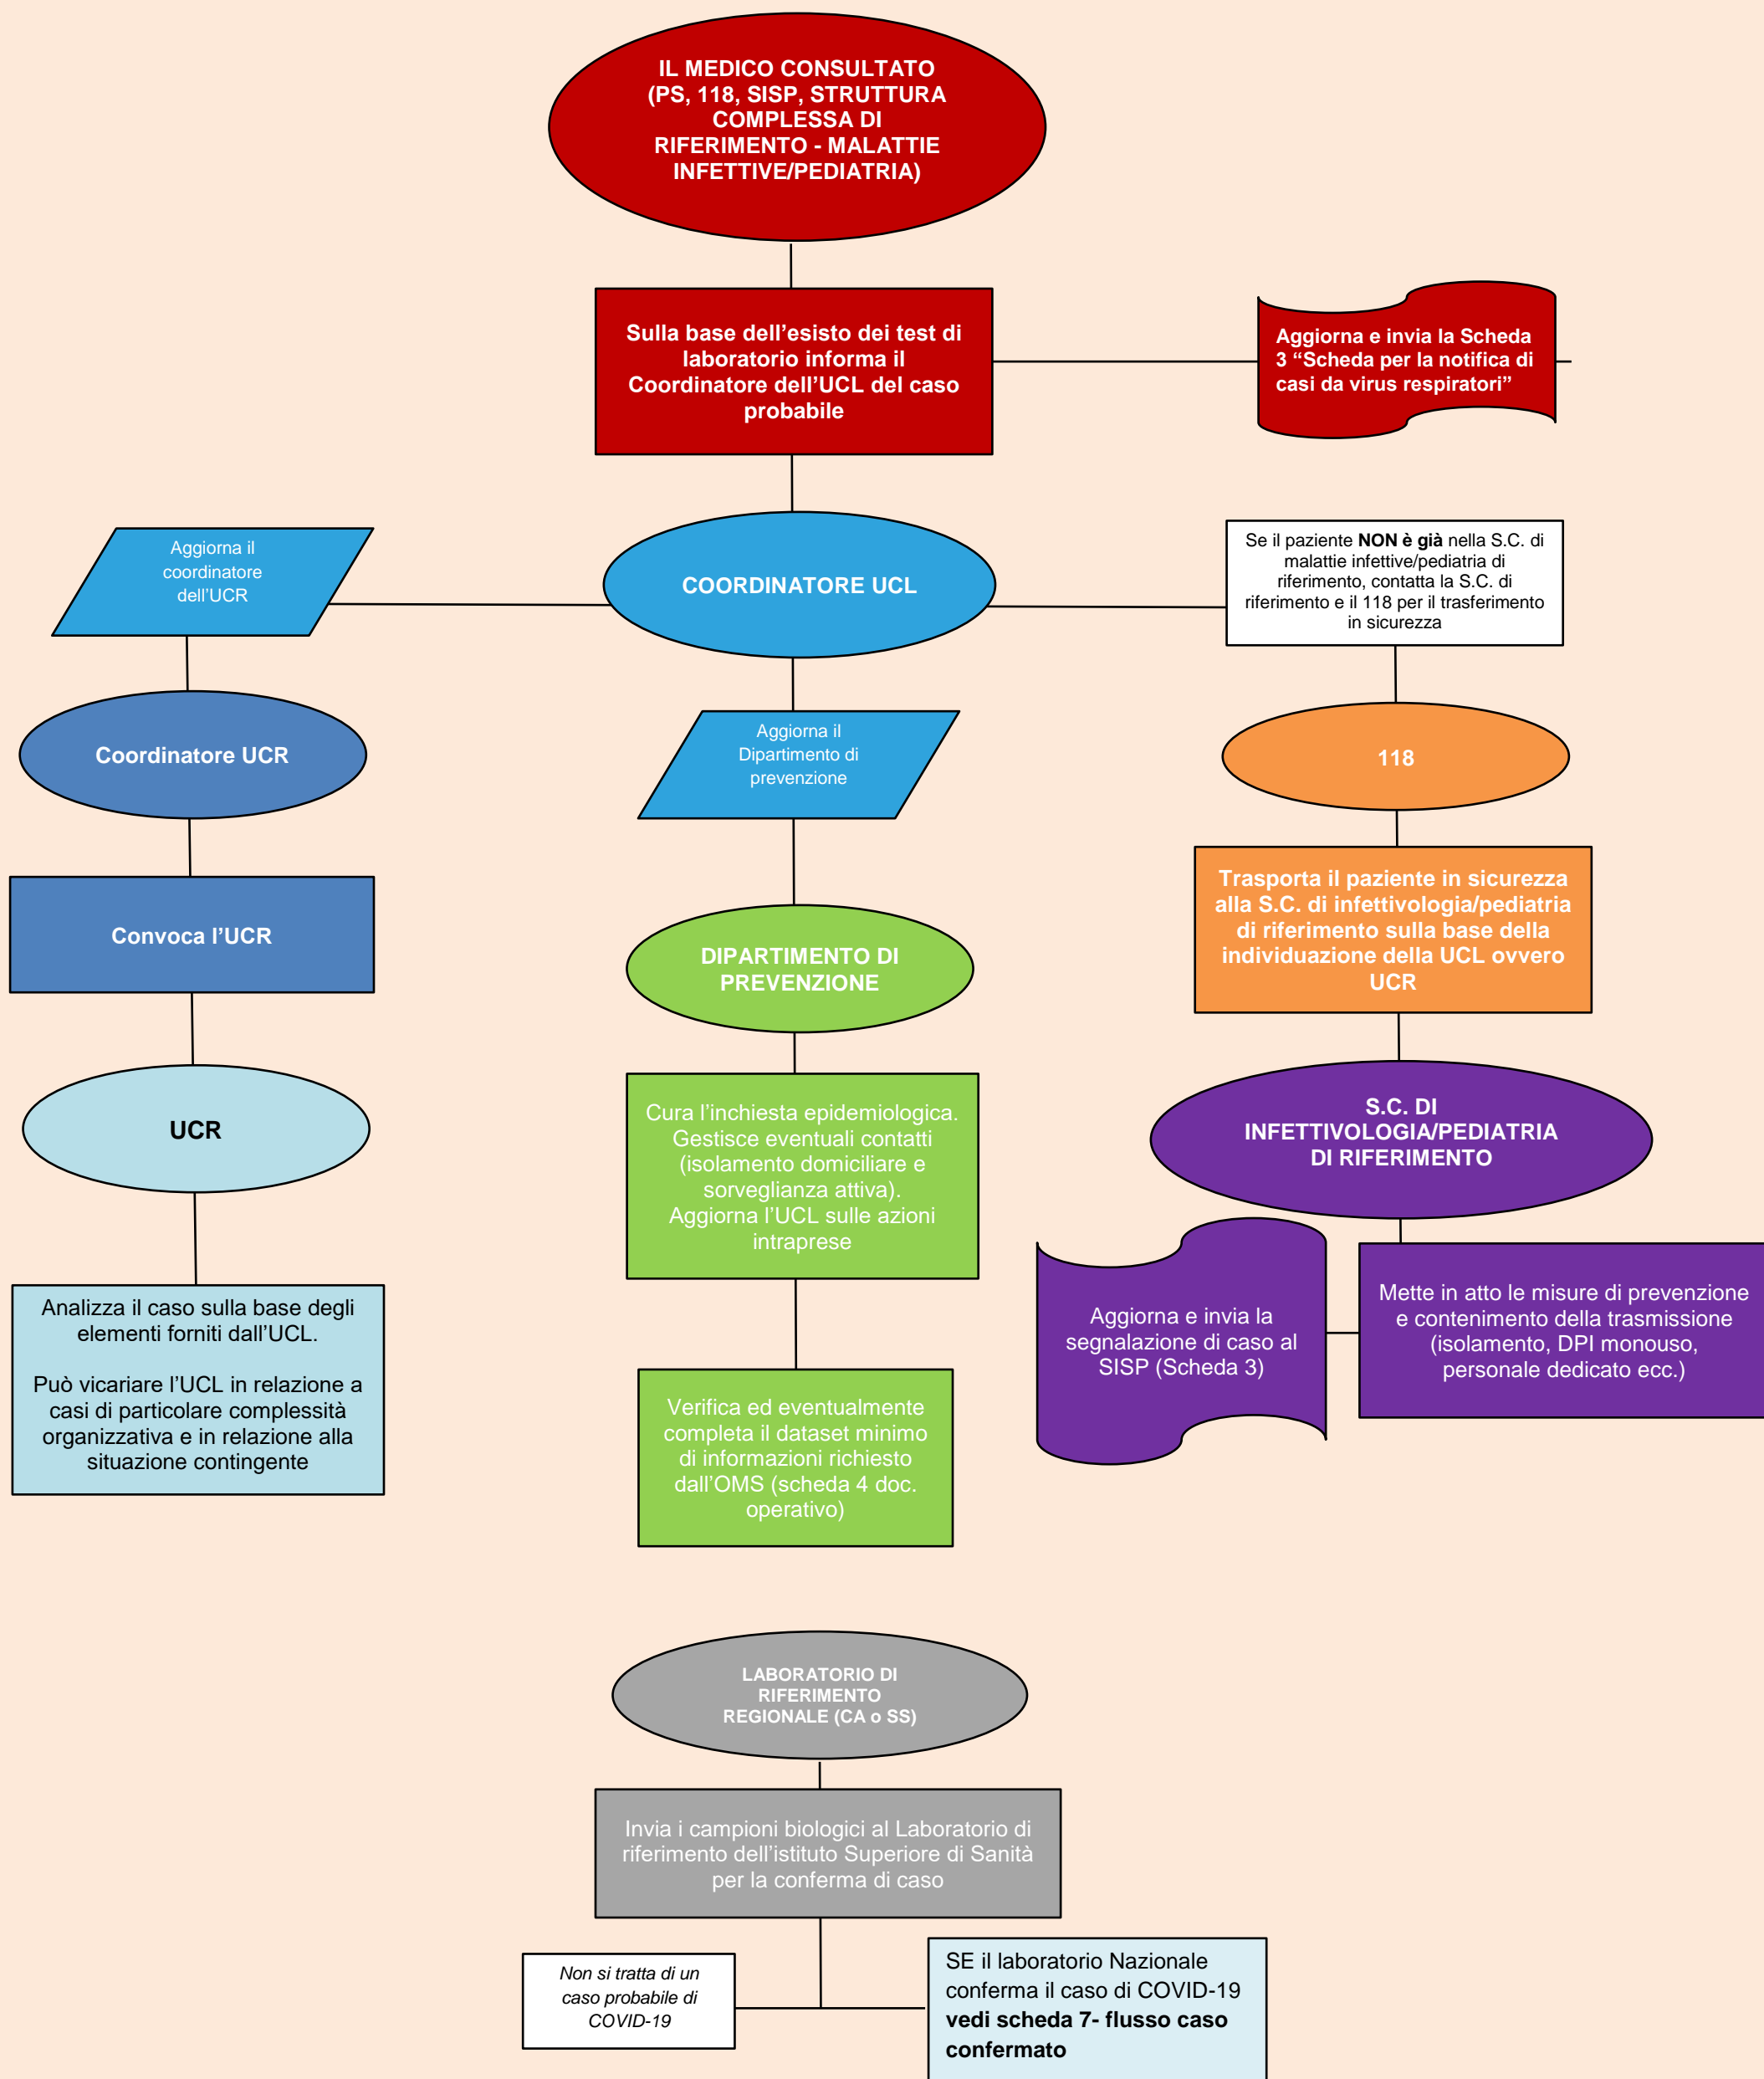 IL MEDICO CONSULTATO
(PS, 118, SISP, STRUTTURA
COMPLESSA DI
RIFERIMENTO - MALATTIE
INFETTIVE/PEDIATRIA)
Sulla base dell’esisto dei test di
laboratorio informa il
Coordinatore dell’UCL del caso
probabile
Aggiorna e invia la Scheda
3 “Scheda per la notifica di
casi da virus respiratori”
Aggiorna il
coordinatore
dell’UCR
COORDINATORE UCL
Se il paziente NON è già nella S.C. di
malattie infettive/pediatria di
riferimento, contatta la S.C. di
riferimento e il 118 per il trasferimento
in sicurezza
Coordinatore UCR
Aggiorna il
Dipartimento di
prevenzione
118
Convoca l’UCR
DIPARTIMENTO DI
PREVENZIONE
Trasporta il paziente in sicurezza
alla S.C. di infettivologia/pediatria
di riferimento sulla base della
individuazione della UCL ovvero
UCR
UCR
Cura l’inchiesta epidemiologica.
Gestisce eventuali contatti
(isolamento domiciliare e
sorveglianza attiva).
Aggiorna l’UCL sulle azioni
intraprese
S.C. DI
INFETTIVOLOGIA/PEDIATRIA
DI RIFERIMENTO
Analizza il caso sulla base degli
elementi forniti dall’UCL.
Può vicariare l’UCL in relazione a
casi di particolare complessità
organizzativa e in relazione alla
situazione contingente
Verifica ed eventualmente
completa il dataset minimo
di informazioni richiesto
dall’OMS (scheda 4 doc.
operativo)
Aggiorna e invia la
segnalazione di caso al
SISP (Scheda 3)
Mette in atto le misure di prevenzione
e contenimento della trasmissione
(isolamento, DPI monouso,
personale dedicato ecc.)
LABORATORIO DI
RIFERIMENTO
REGIONALE (CA o SS)
Invia i campioni biologici al Laboratorio di
riferimento dell’istituto Superiore di Sanità
per la conferma di caso
Non si tratta di un
caso probabile di
COVID-19
SE il laboratorio Nazionale
conferma il caso di COVID-19
vedi scheda 7- flusso caso
confermato